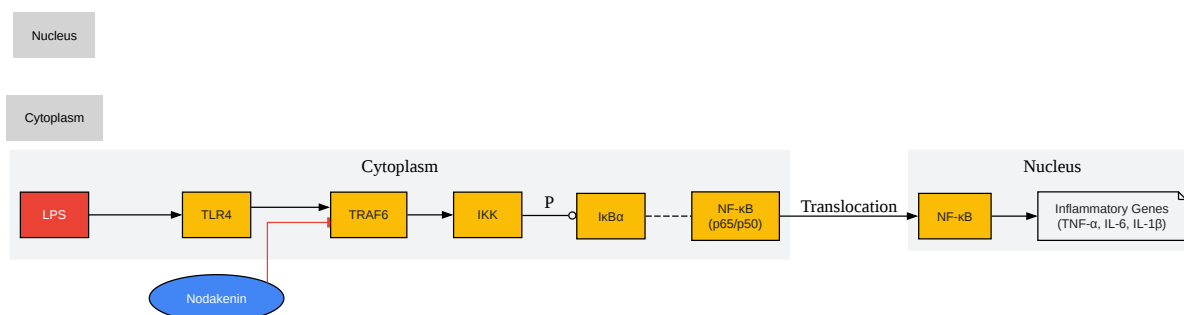 Nucleus
Cytoplasm
Cytoplasm
Nucleus
LPS
TLR4
TRAF6
IKK
P
IκBα
NF-κB
(p65/p50)
Translocation
NF-κB
Inflammatory Genes
(TNF-α, IL-6, IL-1β)
Nodakenin